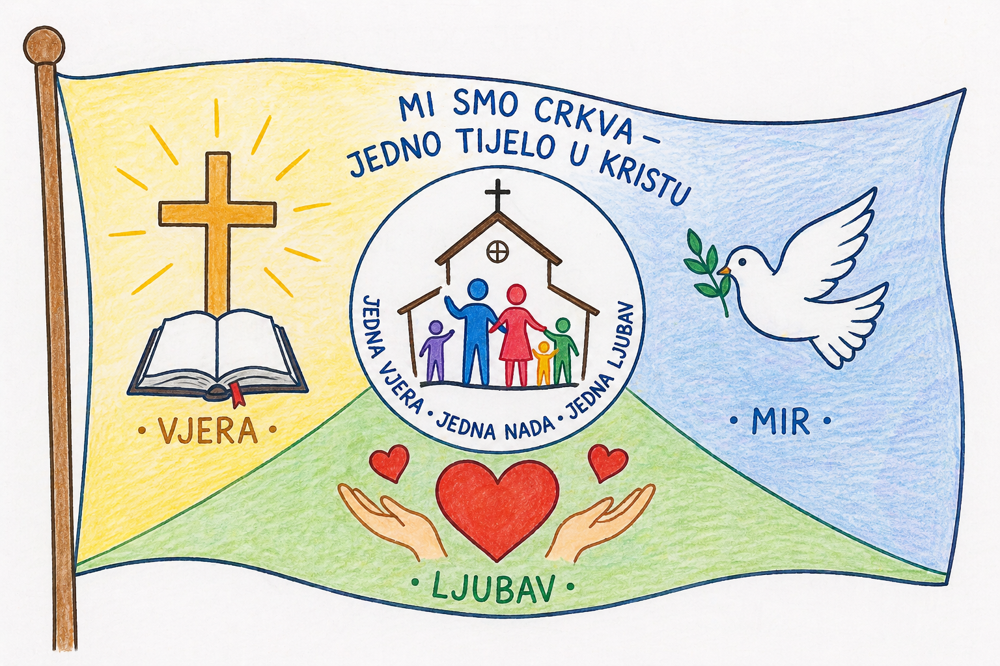 MI SMO CRKVA –
JEDNO TIJELO U KRISTU
JEDNA VJERA • JEDNA NADA • JEDNA LJUBAV
• VJERA •
• MIR •
• LJUBAV •